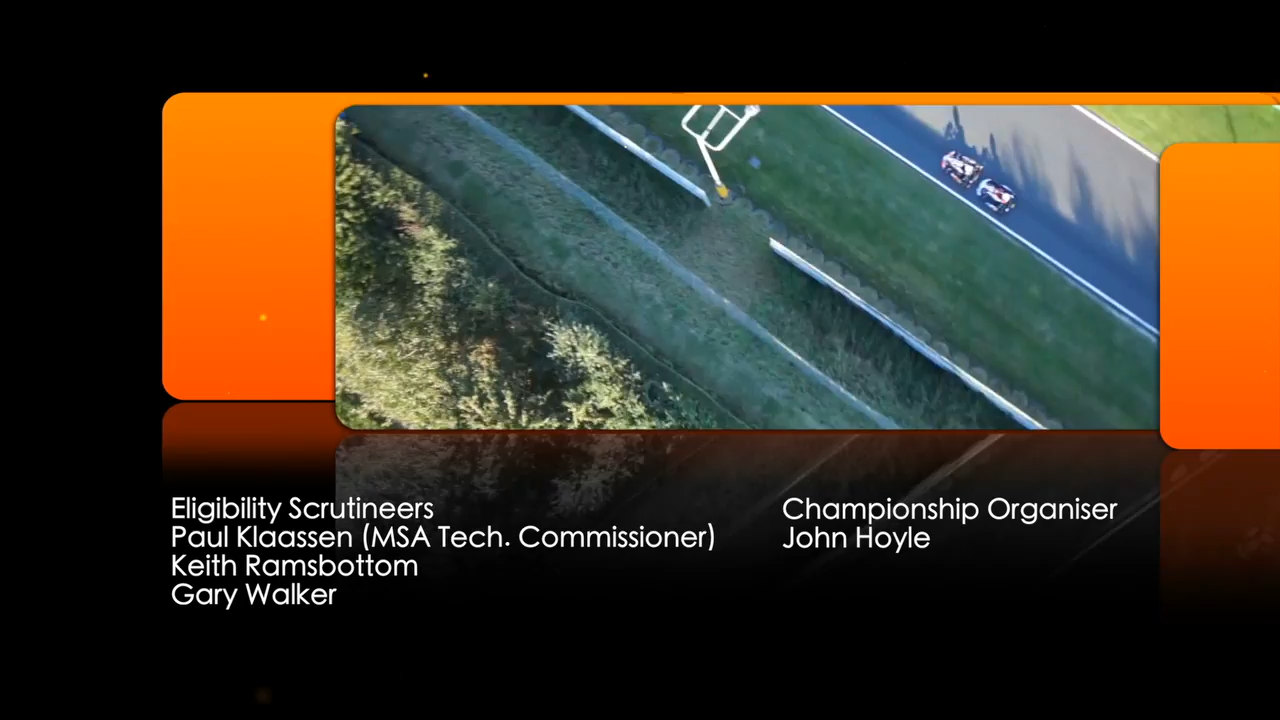 Eligibility Scrutineers
Paul Klaassen (MSA Tech. Commissioner)
Keith Ramsbottom
Gary Walker
Championship Organiser
John Hoyle